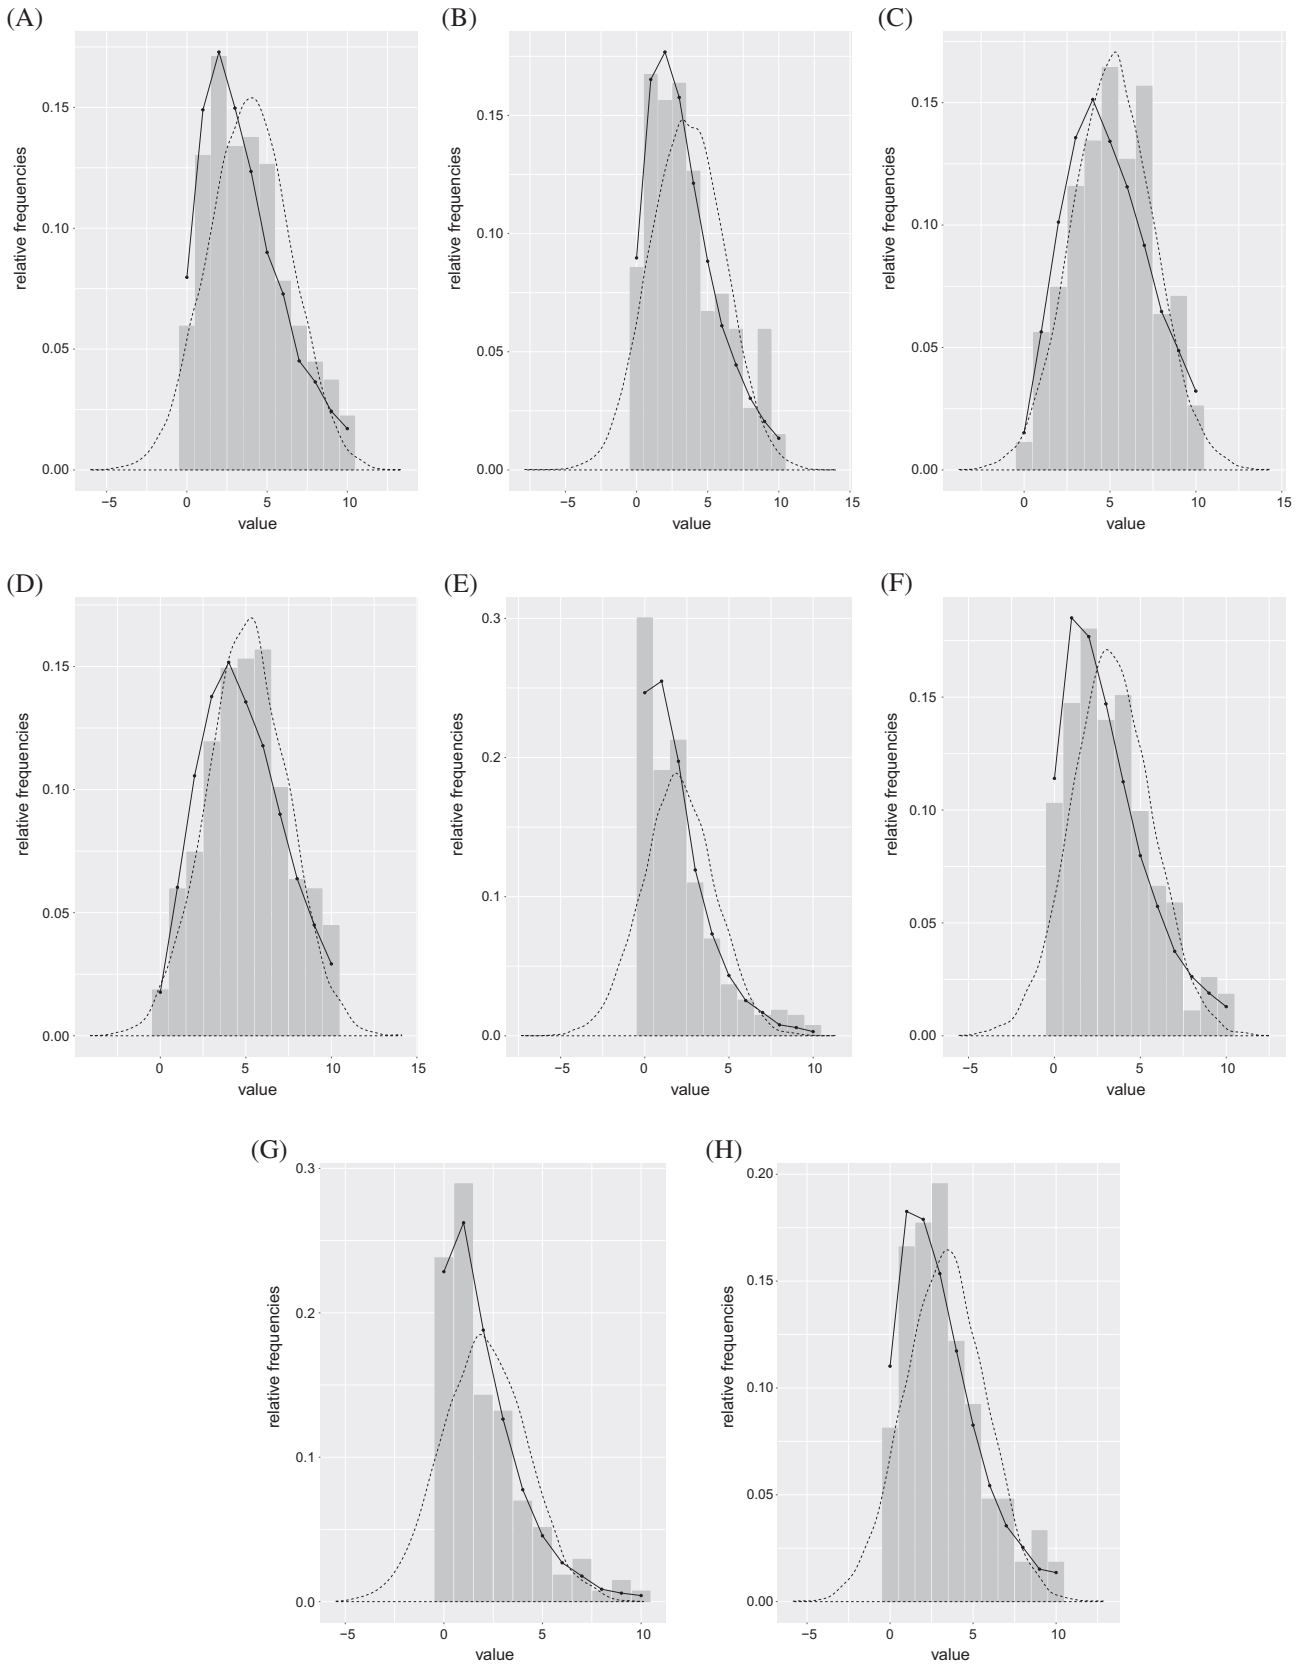 (A)
(B)
(C)
relative frequencies
0.15
0.10
0.05
0.00
−5
0
5
10
value
relative frequencies
0.15
0.10
0.05
0.00
−5
0
5
10
15
value
relative frequencies
0.15
0.10
0.05
0.00
0
5
10
15
value
(D)
(E)
(F)
relative frequencies
0.15
0.10
0.05
0.00
0
5
10
15
value
relative frequencies
0.3
0.2
0.1
0.0
−5
0
5
10
value
relative frequencies
0.15
0.10
0.05
0.00
−5
0
5
10
value
(G)
(H)
relative frequencies
0.3
0.2
0.1
0.0
−5
0
5
10
value
relative frequencies
0.20
0.15
0.10
0.05
0.00
−5
0
5
10
value